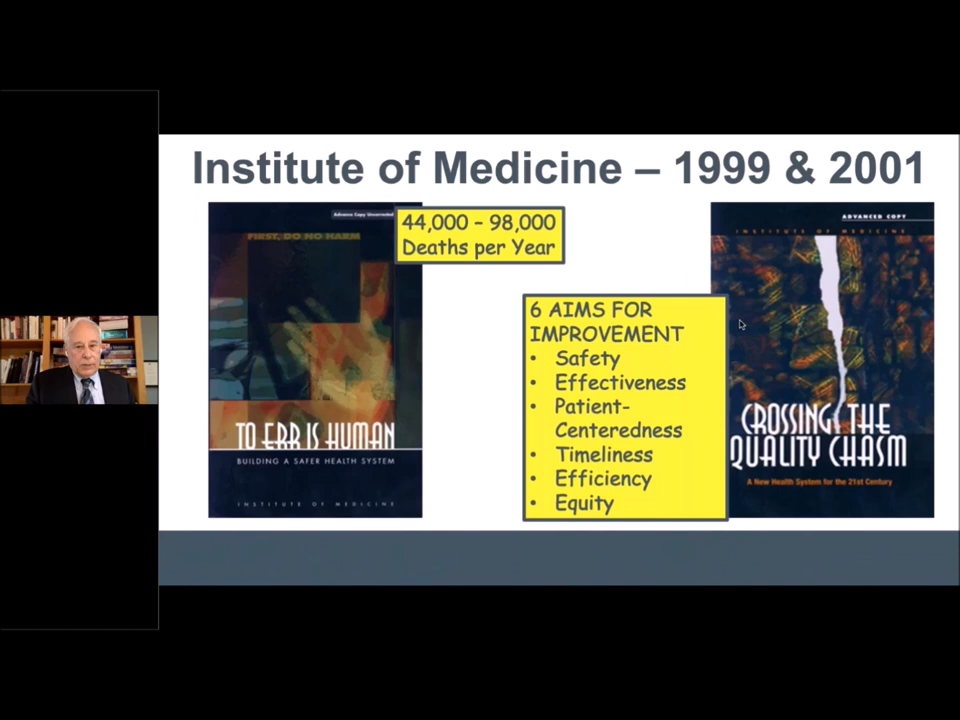 Institute of Medicine – 1999 & 2001
Advance Copy Uncorrected
FIRST, DO NO HARM
44,000 – 98,000
Deaths per Year
TO ERR IS HUMAN
BUILDING A SAFER HEALTH SYSTEM
INSTITUTE OF MEDICINE
6 AIMS FOR
IMPROVEMENT
• Safety
• Effectiveness
• Patient-
Centeredness
• Timeliness
• Efficiency
• Equity
ADVANCED COPY
INSTITUTE OF MEDICINE
CROSSING THE
QUALITY CHASM
A New Health System for the 21st Century